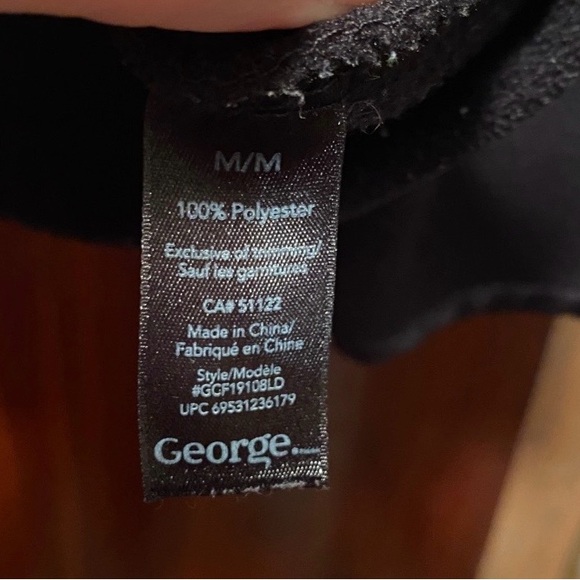 M/M
100% Polyester
Exclusive of trimming/
Sauf les garnitures
CA# 51122
Made in China/
Fabriqué en Chine
Style/Modèle
#GCF19108LD
UPC 69531236179
George